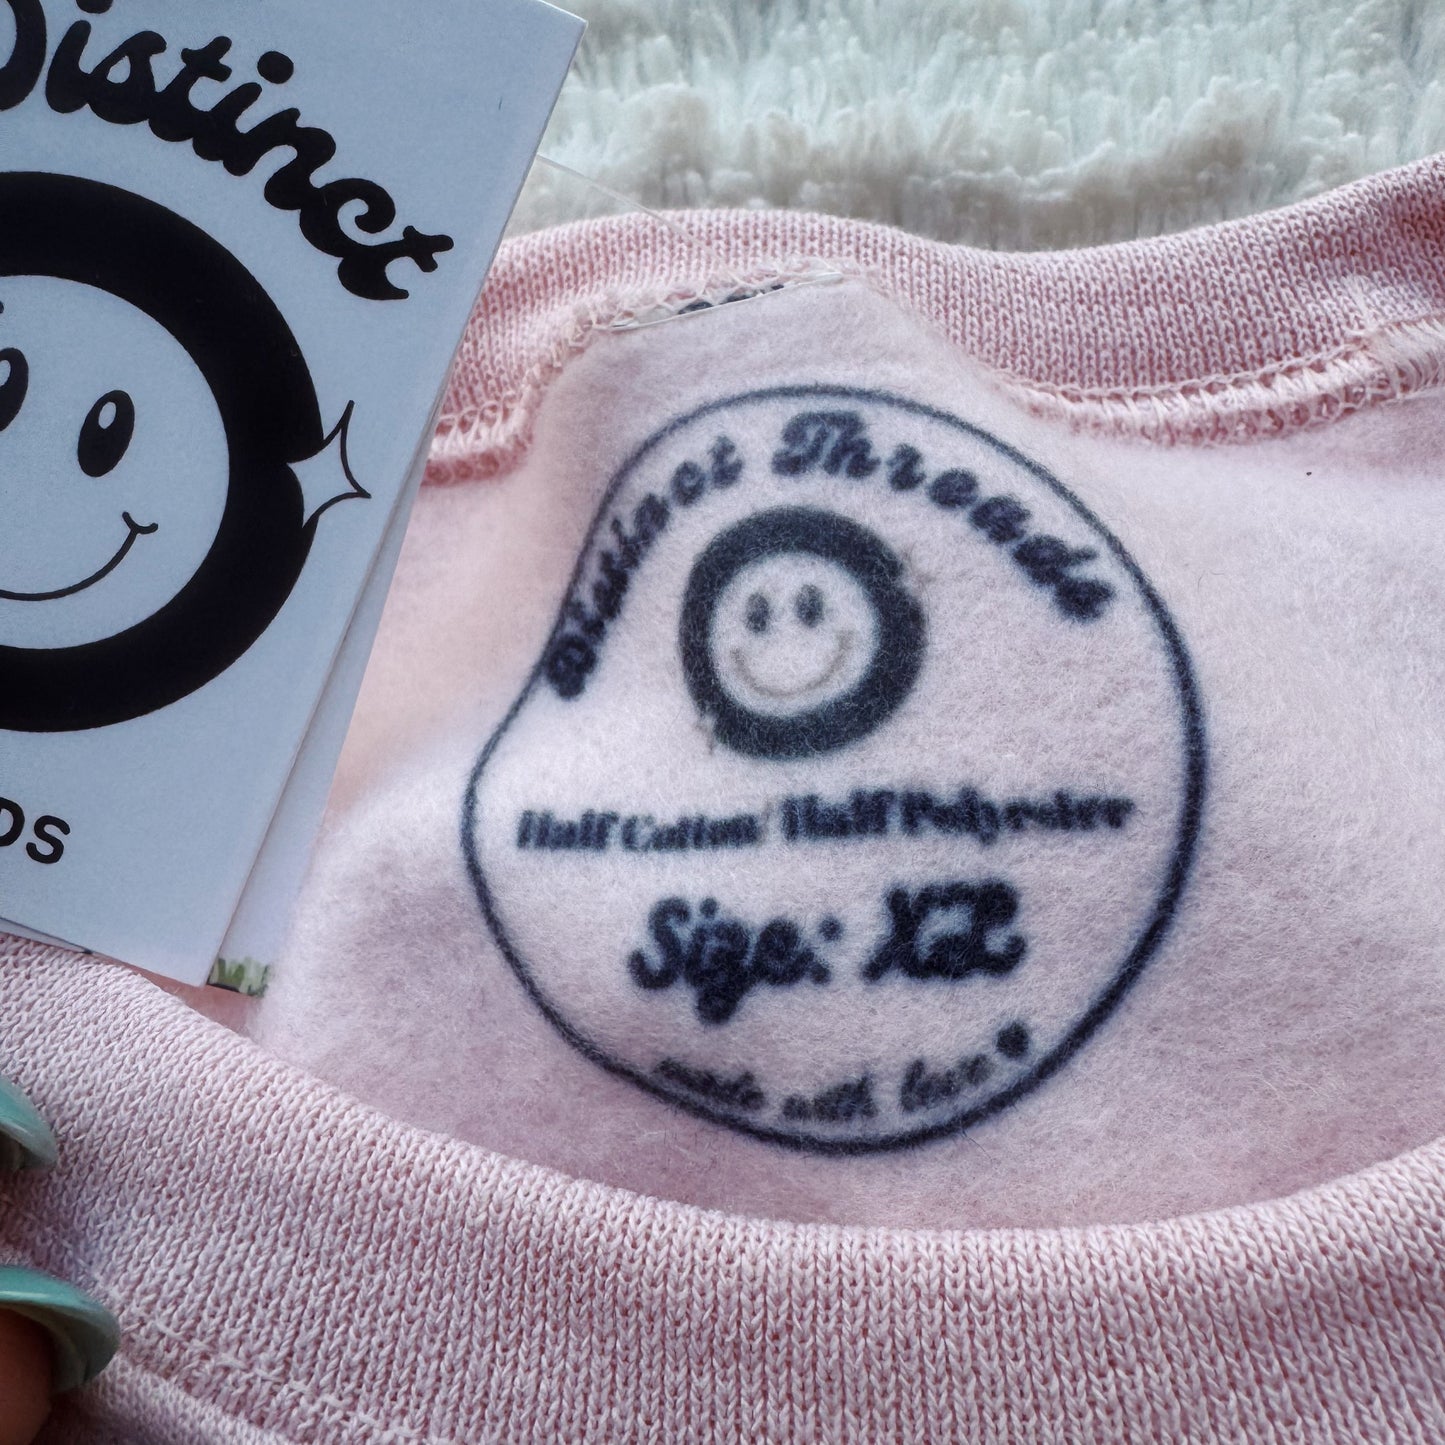 Distinct
DS
Distinct Threads
Half Cotton/Half Polyester
Size: XL
made with love